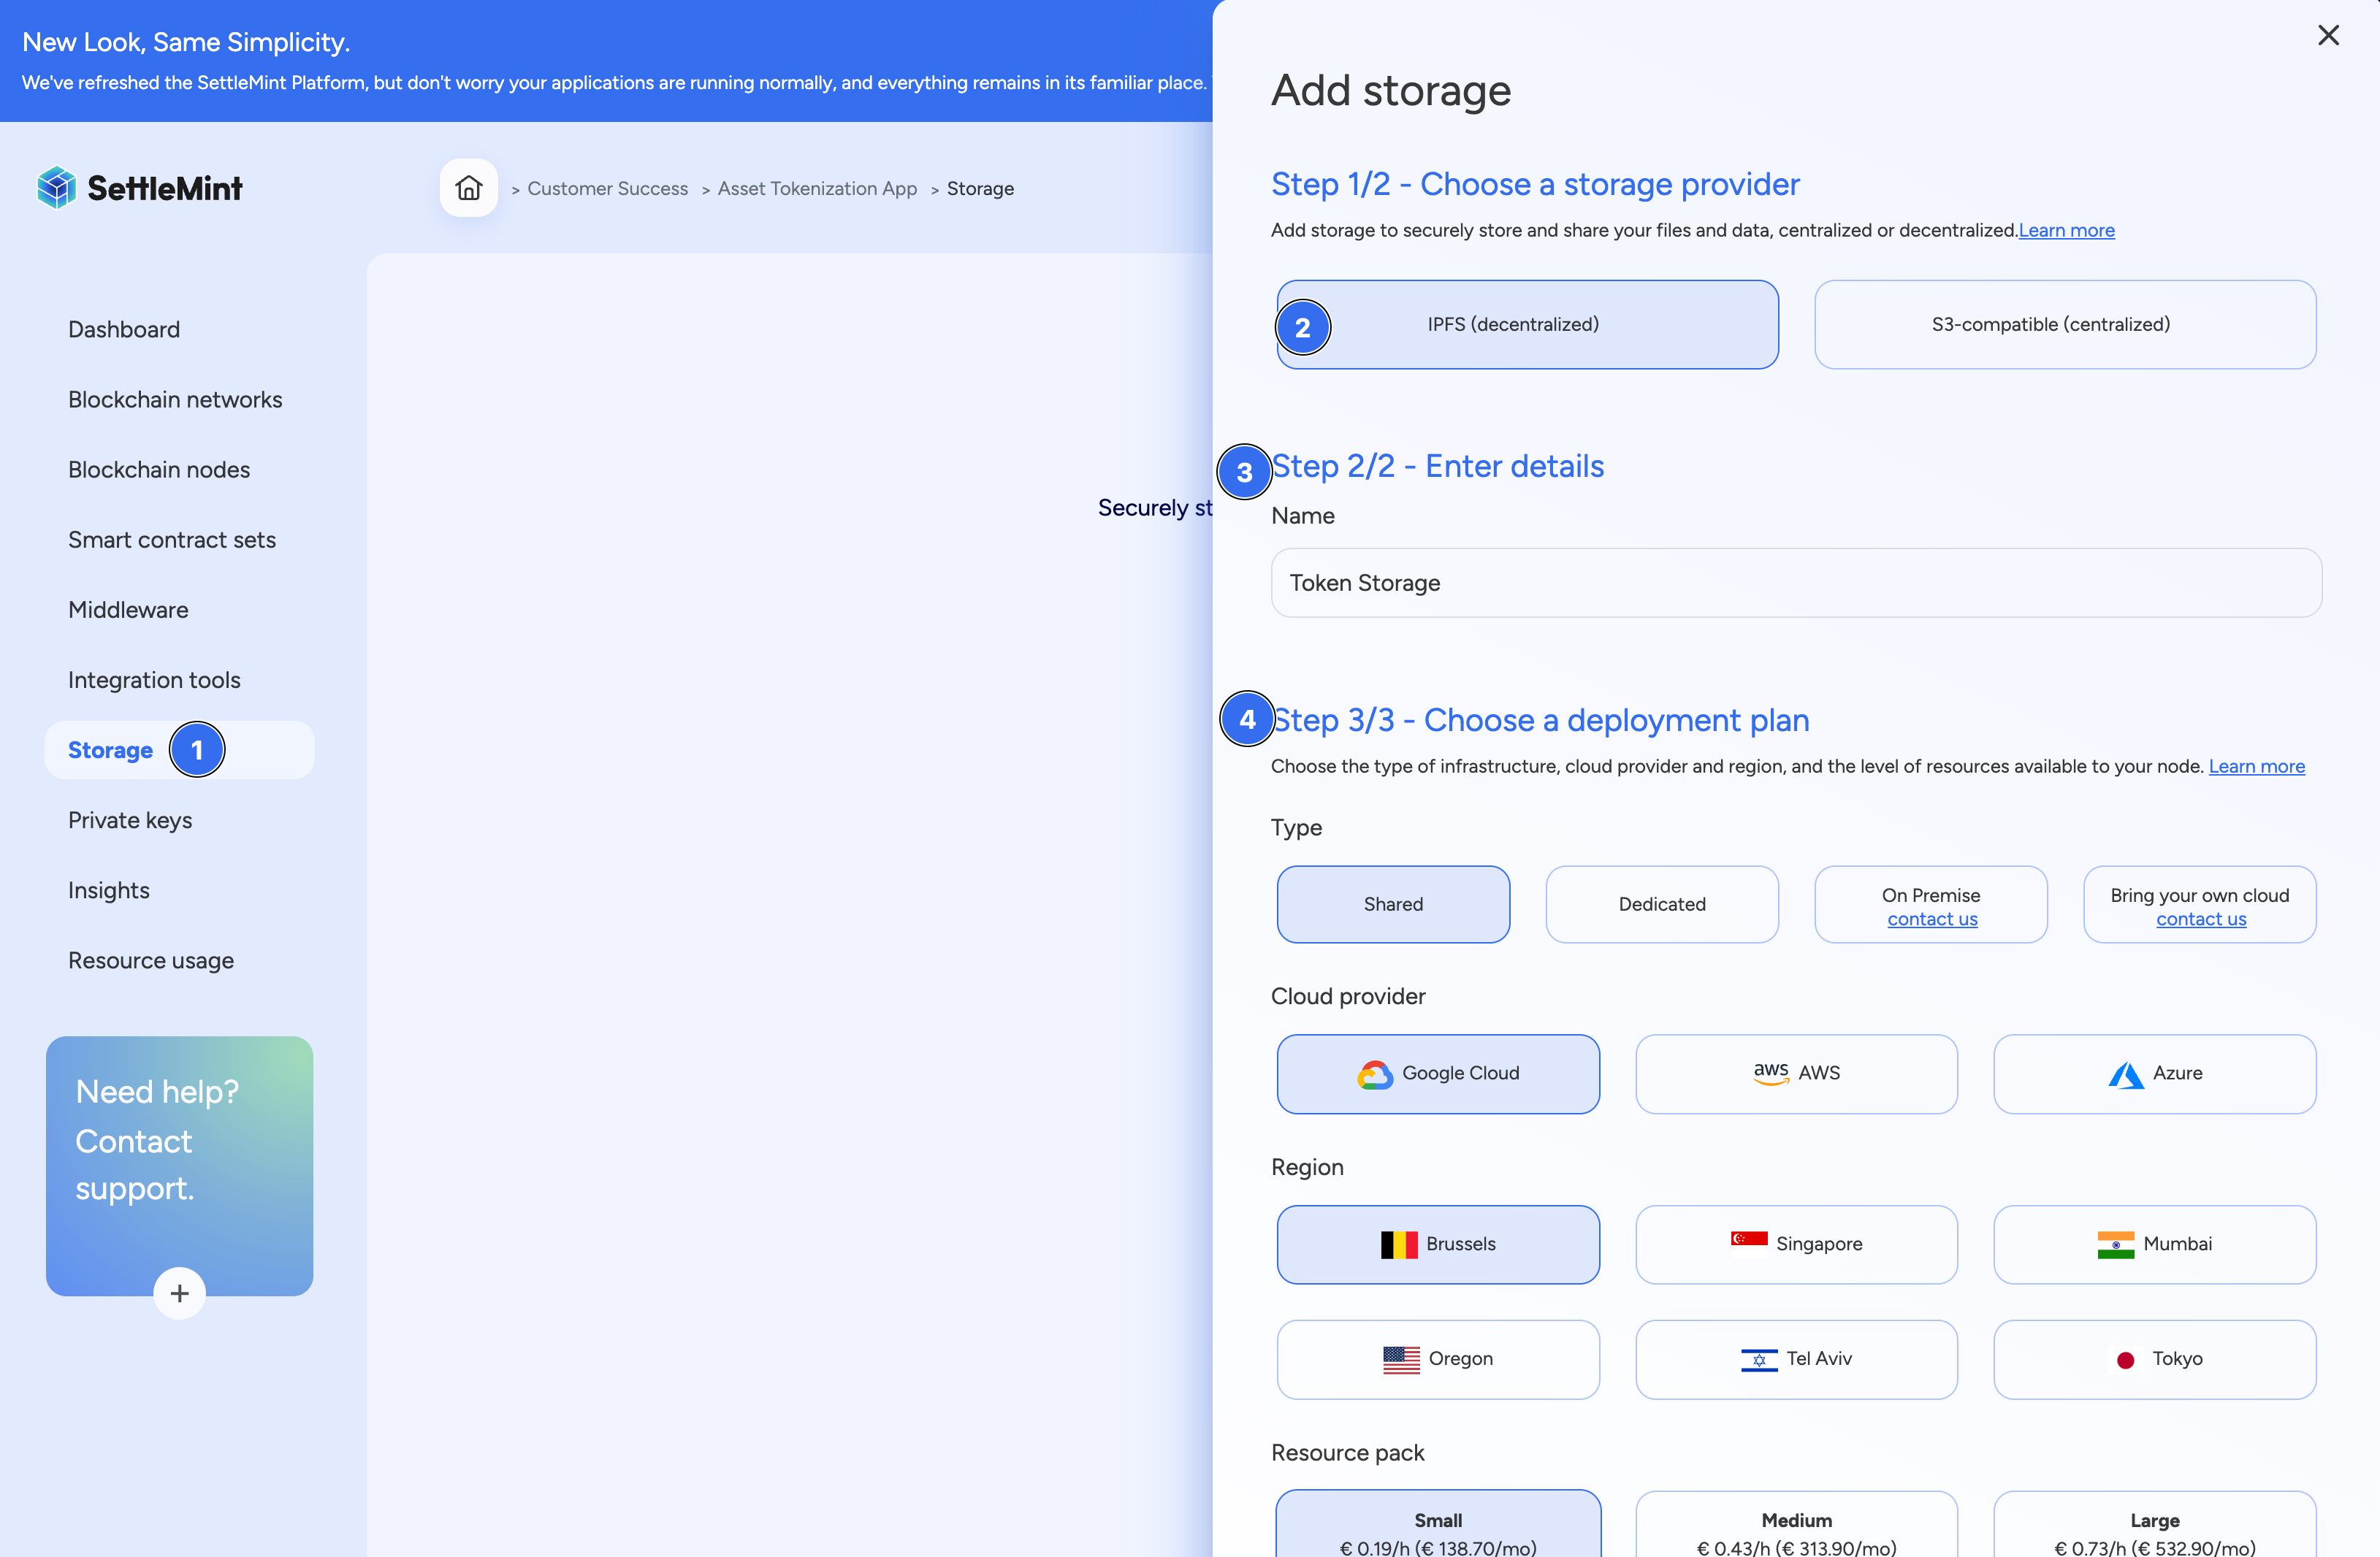 New Look, Same Simplicity.
We've refreshed the SettleMint Platform, but don't worry your applications are running normally, and everything remains in its familiar place.
SettleMint
> Customer Success > Asset Tokenization App > Storage
Dashboard
Blockchain networks
Blockchain nodes
Smart contract sets
Middleware
Integration tools
Storage 1
Private keys
Insights
Resource usage
Need help?
Contact
support.
+
Securely st
Add storage
Step 1/2 - Choose a storage provider
Add storage to securely store and share your files and data, centralized or decentralized.Learn more
2 IPFS (decentralized) S3-compatible (centralized)
3 Step 2/2 - Enter details
Name
Token Storage
4 Step 3/3 - Choose a deployment plan
Choose the type of infrastructure, cloud provider and region, and the level of resources available to your node. Learn more
Type
Shared
Dedicated
On Premise
contact us
Bring your own cloud
contact us
Cloud provider
Google Cloud
aws AWS
Azure
Region
Brussels
Singapore
Mumbai
Oregon
Tel Aviv
Tokyo
Resource pack
Small
€ 0.19/h (€ 138.70/mo)
Medium
€ 0.43/h (€ 313.90/mo)
Large
€ 0.73/h (€ 532.90/mo)